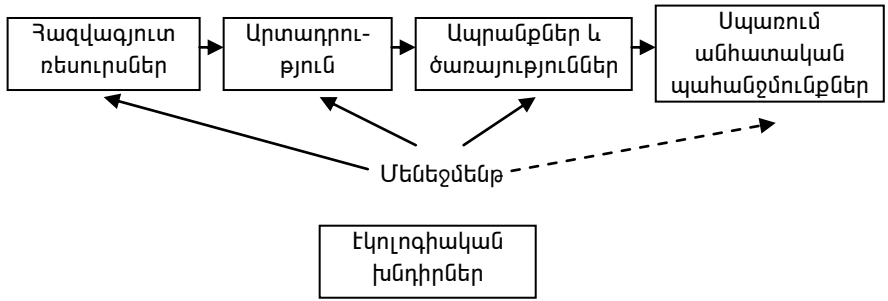 Հազվագյուտ
ռեսուրսներ
Արտադրու-
թյուն
Ապրանքներ և
ծառայություններ
Սպառում
անհատական
պահանջմունքներ
Մենեջմենթ
Էկոլոգիական
խնդիրներ